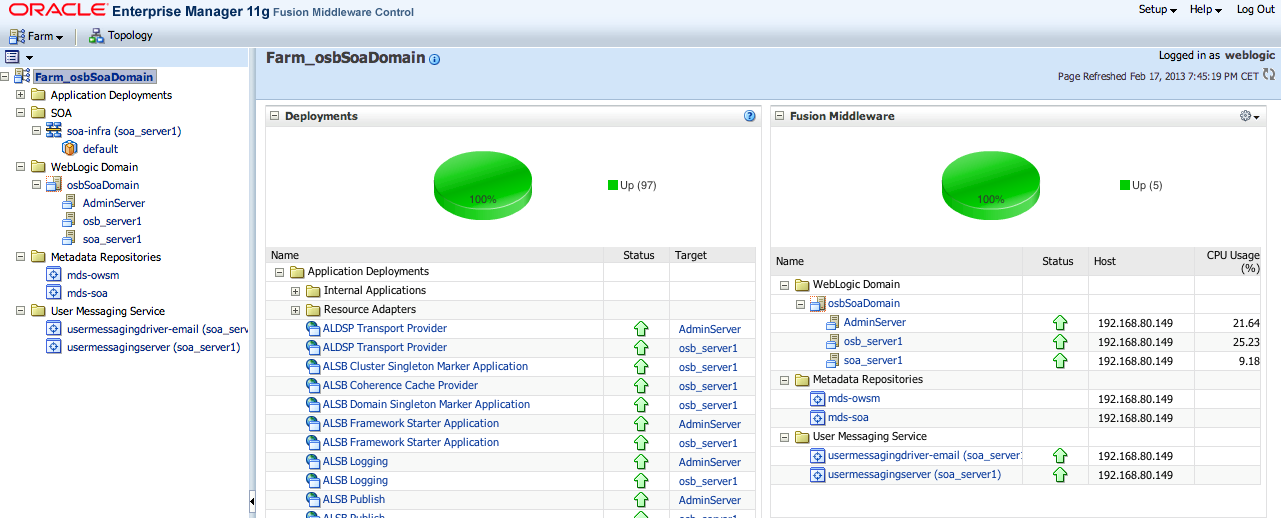 ORACLE Enterprise Manager 11g Fusion Middleware Control
Setup Help Log Out
Farm Topology
Farm_osbSoaDomain
Application Deployments
SOA
soa-infra (soa_server1)
default
WebLogic Domain
osbSoaDomain
AdminServer
osb_server1
soa_server1
Metadata Repositories
mds-owsm
mds-soa
User Messaging Service
usermessagingdriver-email (soa_serv
usermessagingserver (soa_server1)
Farm_osbSoaDomain
Logged in as weblogic
Page Refreshed Feb 17, 2013 7:45:19 PM CET
Deployments
100%
Up (97)
Name Status Target
Application Deployments
Internal Applications
Resource Adapters
ALDSP Transport Provider AdminServer
ALDSP Transport Provider osb_server1
ALSB Cluster Singleton Marker Application osb_server1
ALSB Coherence Cache Provider osb_server1
ALSB Domain Singleton Marker Application osb_server1
ALSB Framework Starter Application AdminServer
ALSB Framework Starter Application osb_server1
ALSB Logging AdminServer
ALSB Logging osb_server1
ALSB Publish AdminServer
ALSB Publish osb_server1
Fusion Middleware
100%
Up (5)
Name Status Host CPU Usage
(%)
WebLogic Domain
osbSoaDomain
AdminServer 192.168.80.149 21.64
osb_server1 192.168.80.149 25.23
soa_server1 192.168.80.149 9.18
Metadata Repositories
mds-owsm 192.168.80.149
mds-soa 192.168.80.149
User Messaging Service
usermessagingdriver-email (soa_server 192.168.80.149
usermessagingserver (soa_server1) 192.168.80.149